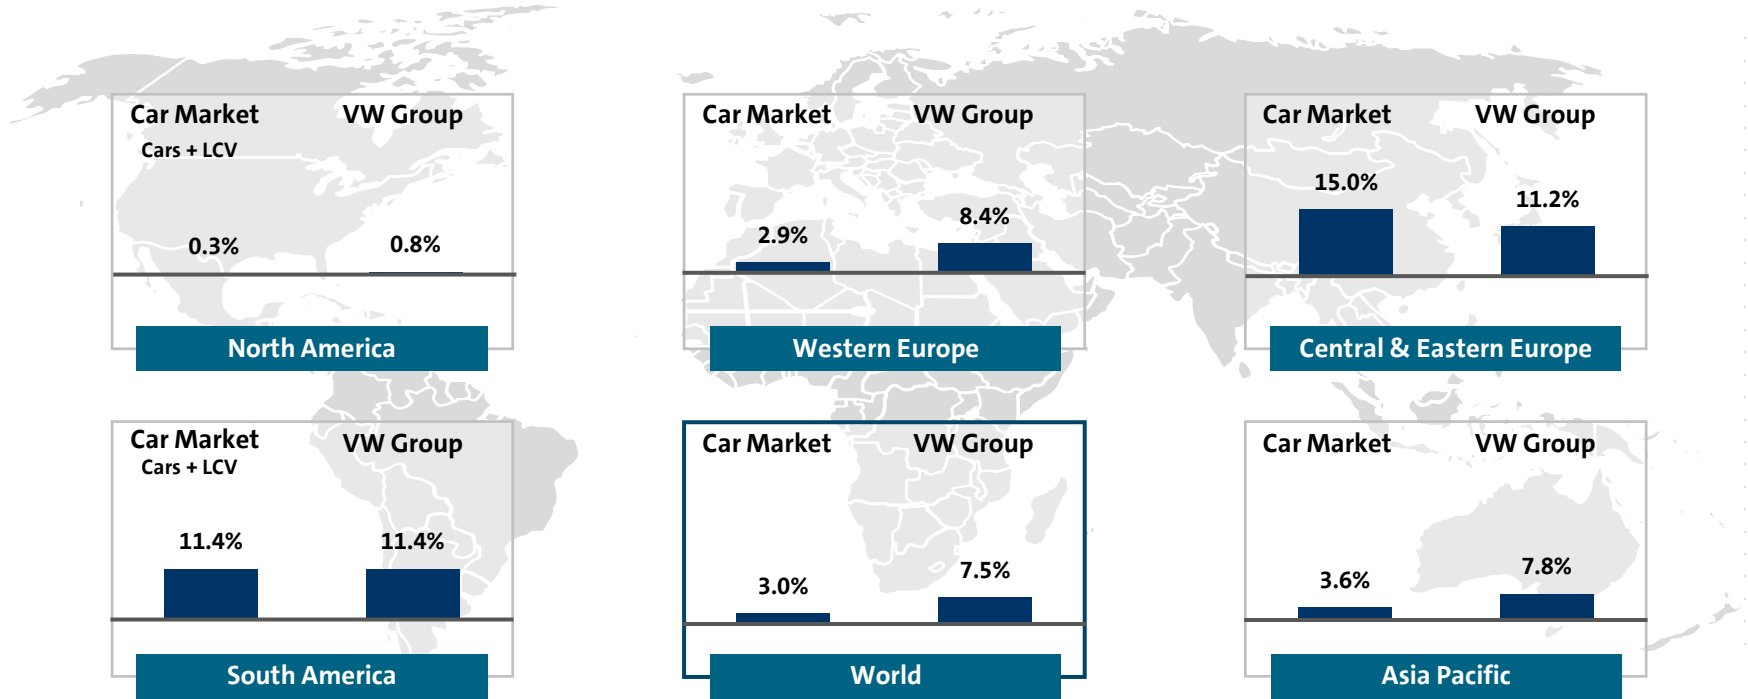 Car Market VW Group
Cars + LCV
0.3% 0.8%
North America
Car Market VW Group
2.9% 8.4%
Western Europe
Car Market VW Group
15.0% 11.2%
Central & Eastern Europe
Car Market VW Group
Cars + LCV
11.4% 11.4%
South America
Car Market VW Group
3.0% 7.5%
World
Car Market VW Group
3.6% 7.8%
Asia Pacific